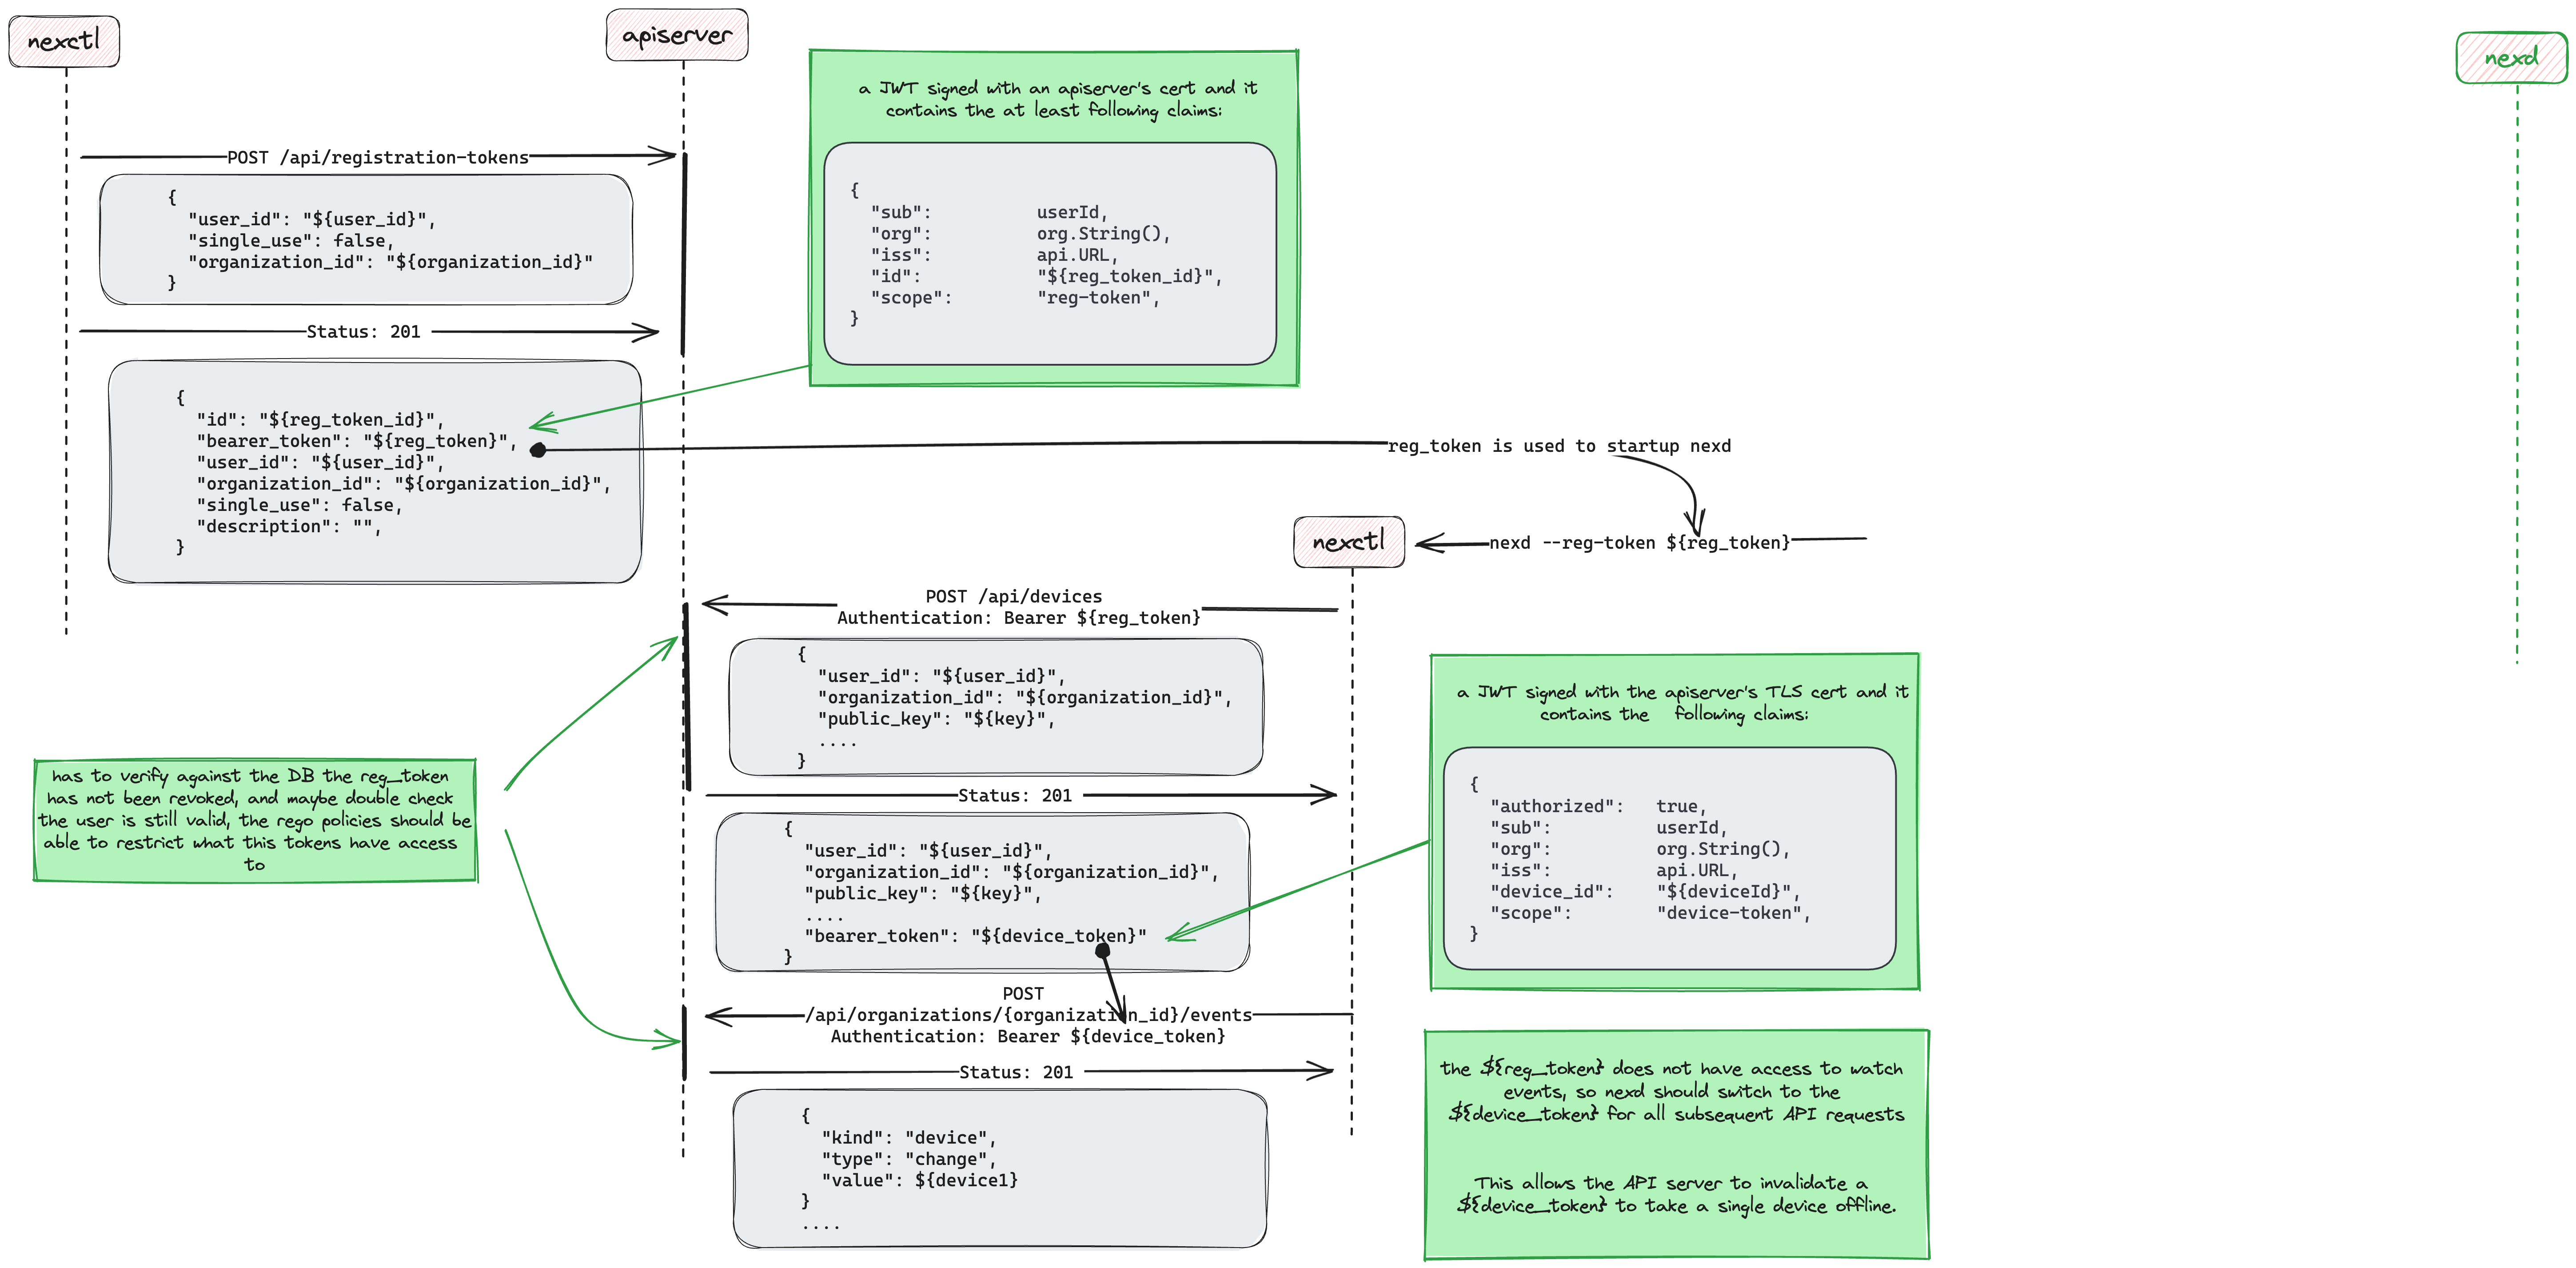 nexctl
apiserver
nexd
a JWT signed with an apiserver's cert and it
contains the at least following claims:
{
"sub": userId,
"org": org.String(),
"iss": api.URL,
"id": "${reg_token_id}",
"scope": "reg-token",
}
POST /api/registration-tokens
{
"user_id": "${user_id}",
"single_use": false,
"organization_id": "${organization_id}"
}
Status: 201
{
"id": "${reg_token_id}",
"bearer_token": "${reg_token}",
"user_id": "${user_id}",
"organization_id": "${organization_id}",
"single_use": false,
"description": "",
}
reg_token is used to startup nexd
nexctl
nexd --reg-token ${reg_token}
POST /api/devices
Authentication: Bearer ${reg_token}
{
"user_id": "${user_id}",
"organization_id": "${organization_id}",
"public_key": "${key}",
....
}
has to verify against the DB the reg_token
has not been revoked, and maybe double check
the user is still valid, the rego policies should be
able to restrict what this tokens have access
to
Status: 201
{
"user_id": "${user_id}",
"organization_id": "${organization_id}",
"public_key": "${key}",
....
"bearer_token": "${device_token}"
}
a JWT signed with the apiserver's TLS cert and it
contains the following claims:
{
"authorized": true,
"sub": userId,
"org": org.String(),
"iss": api.URL,
"device_id": "${deviceId}",
"scope": "device-token",
}
POST
/api/organizations/{organization_id}/events
Authentication: Bearer ${device_token}
Status: 201
{
"kind": "device",
"type": "change",
"value": ${device1}
}
....
the ${reg_token} does not have access to watch
events, so nexd should switch to the
${device_token} for all subsequent API requests
This allows the API server to invalidate a
${device_token} to take a single device offline.